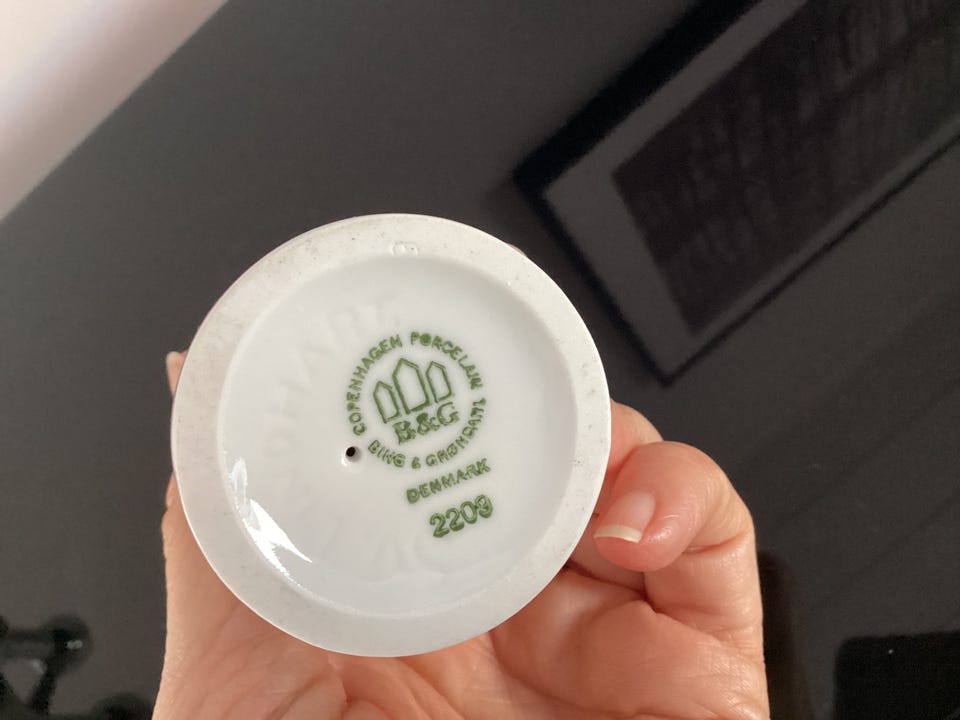 COPENHAGEN PORCELAIN
B&G
BING & GRØNDAHL
DENMARK
2209